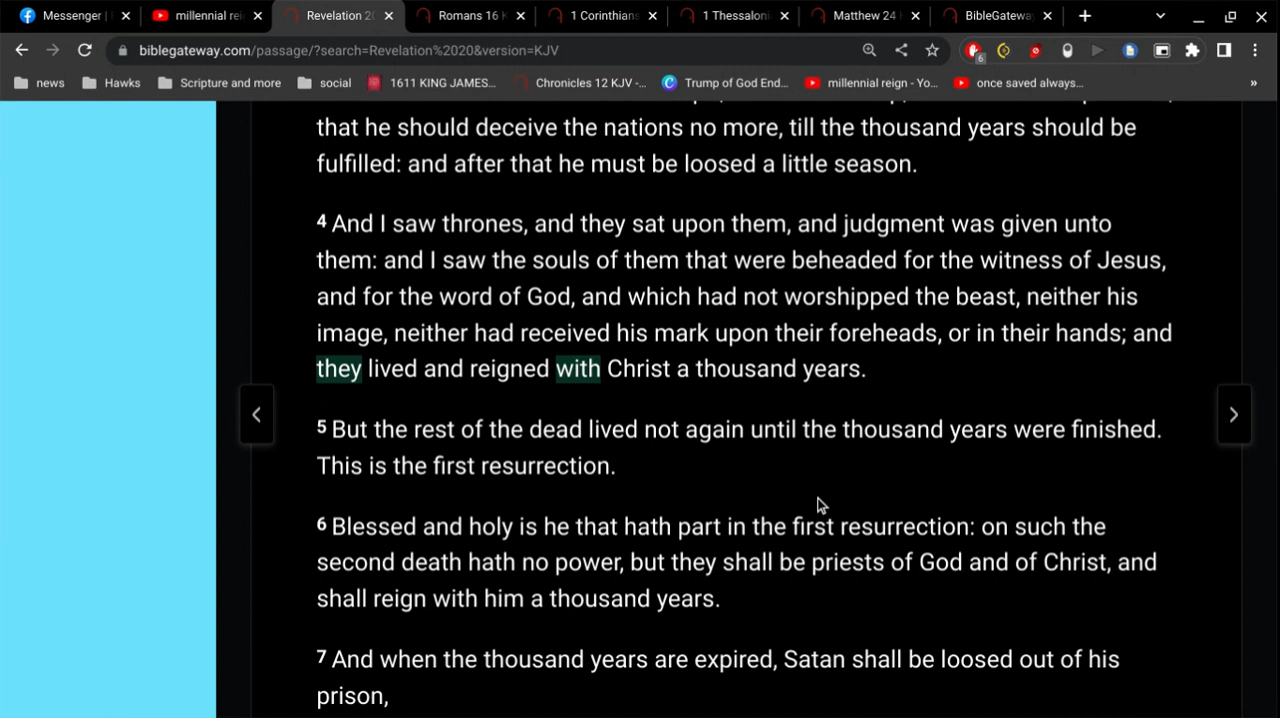 Messenger |
millennial rei
Revelation 20
Romans 16 K
1 Corinthians
1 Thessaloni
Matthew 24
BibleGatewa
biblegateway.com/passage/?search=Revelation%2020&version=KJV
6
news
Hawks
Scripture and more
social
1611 KING JAMES...
Chronicles 12 KJV -...
Trump of God End...
millennial reign - Yo...
once saved always...
»
that he should deceive the nations no more, till the thousand years should be
fulfilled: and after that he must be loosed a little season.
4 And I saw thrones, and they sat upon them, and judgment was given unto
them: and I saw the souls of them that were beheaded for the witness of Jesus,
and for the word of God, and which had not worshipped the beast, neither his
image, neither had received his mark upon their foreheads, or in their hands; and
they lived and reigned with Christ a thousand years.
5 But the rest of the dead lived not again until the thousand years were finished.
This is the first resurrection.
6 Blessed and holy is he that hath part in the first resurrection: on such the
second death hath no power, but they shall be priests of God and of Christ, and
shall reign with him a thousand years.
7 And when the thousand years are expired, Satan shall be loosed out of his
prison,